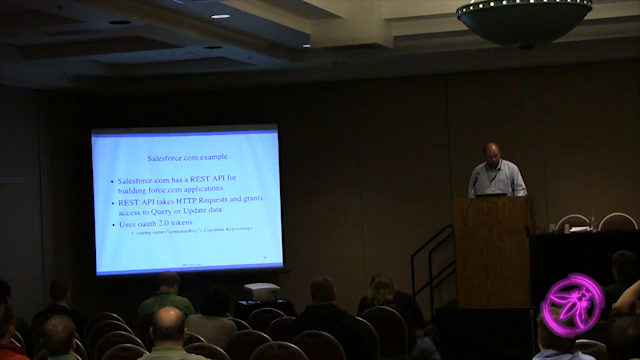 Salesforce.com example
• Salesforce.com has a REST API for
building force.com applications
• REST API takes HTTP Requests and grants
access to Query or Update data
• Uses oauth 2.0 tokens